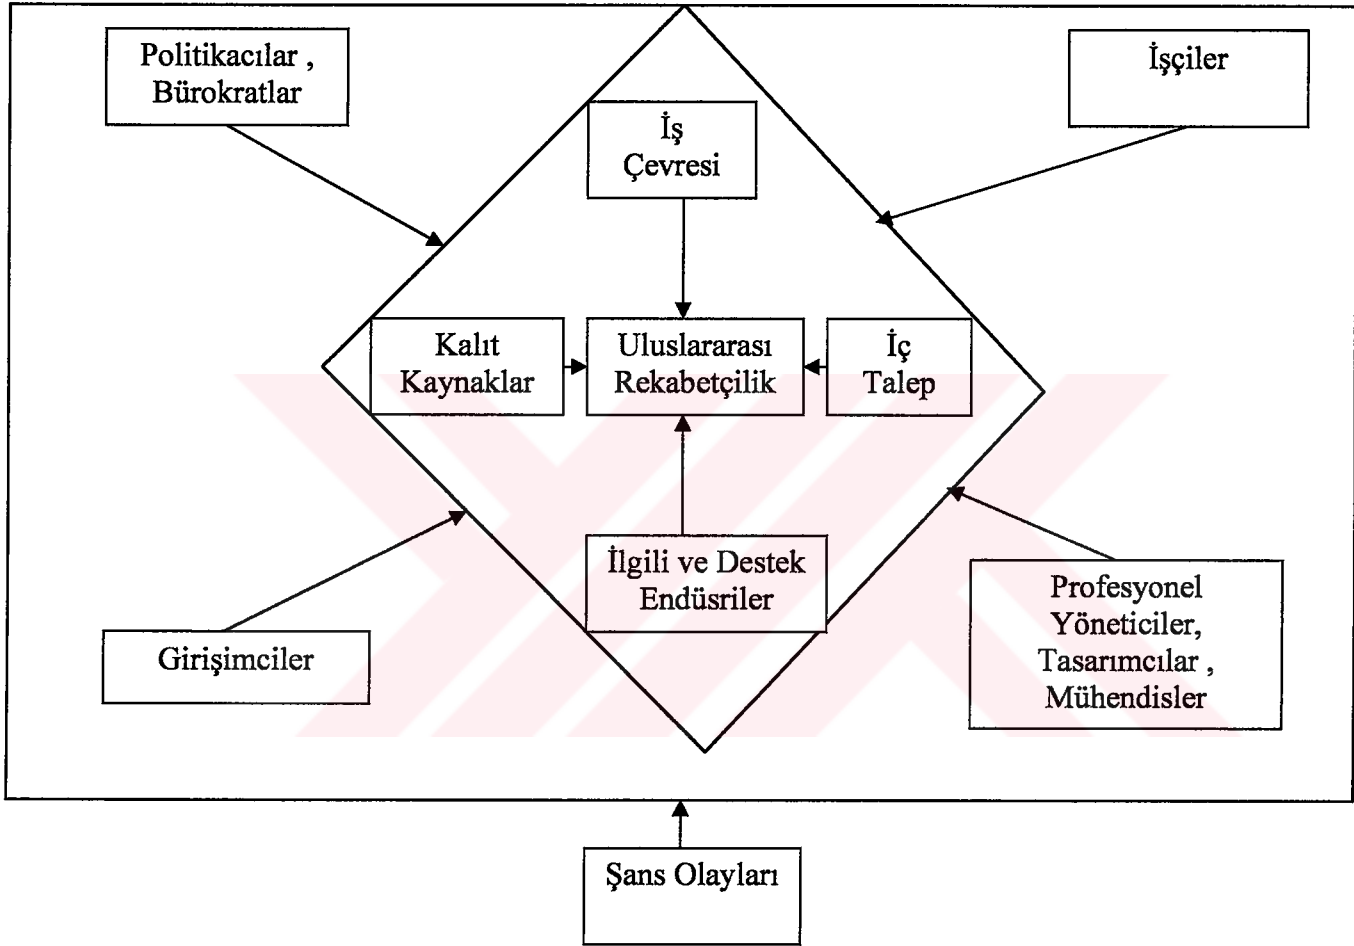 Politikacılar ,
Bürokratlar
İşçiler
İş
Çevresi
Kalıt
Kaynaklar
Uluslararası
Rekabetçilik
İç
Talep
İlgili ve Destek
Endüsriler
Girişimciler
Profesyonel
Yöneticiler,
Tasarımcılar ,
Mühendisler
Şans Olayları